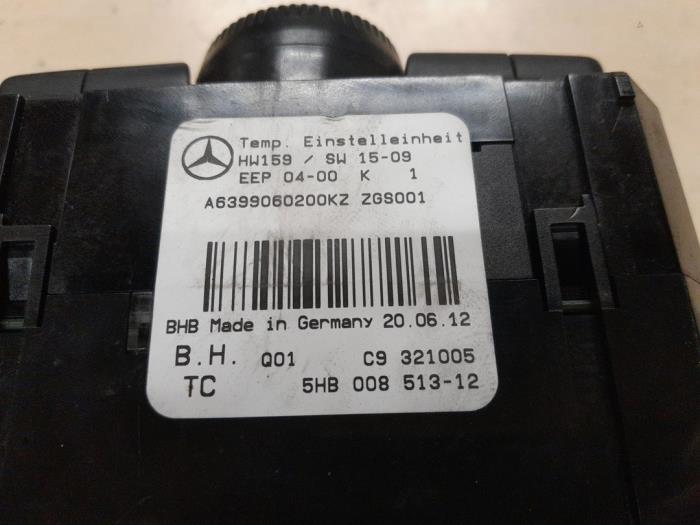 Temp. Einstelleinheit
HW159 / SW 15-09
EEP 04-00 K 1
A6399060200KZ ZGS001
BHB Made in Germany 20.06.12
B.H. Q01 C9 321005
TC 5HB 008 513-12